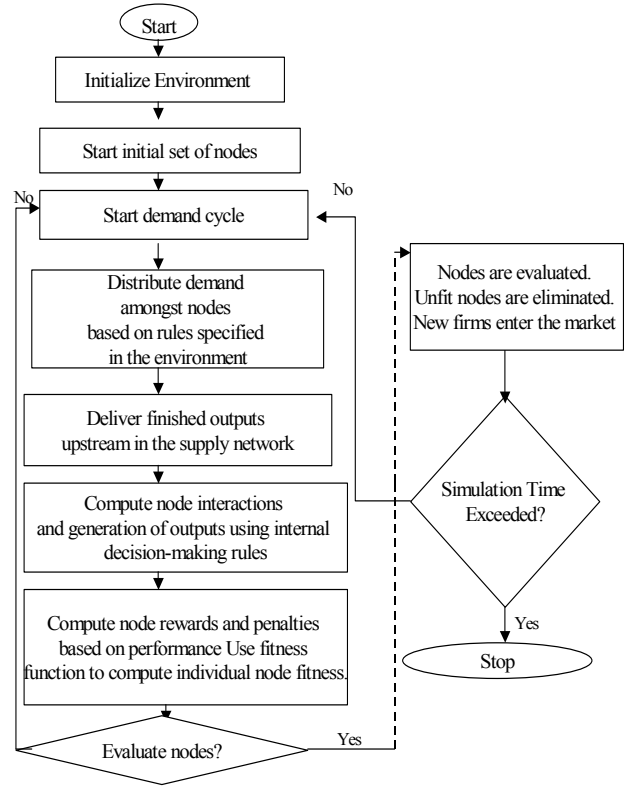 Start
Initialize Environment
Start initial set of nodes
No
No
Start demand cycle
Distribute demand
amongst nodes
based on rules specified
in the environment
Deliver finished outputs
upstream in the supply network
Compute node interactions
and generation of outputs using internal
decision-making rules
Compute node rewards and penalties
based on performance Use fitness
function to compute individual node fitness.
Evaluate nodes?
Yes
Nodes are evaluated.
Unfit nodes are eliminated.
New firms enter the market
Simulation Time
Exceeded?
Yes
Stop